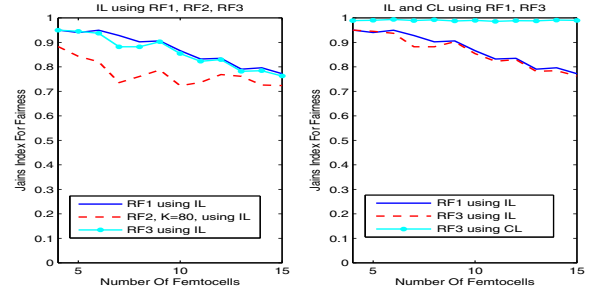 IL using RF1, RF2, RF3
1
0.9
0.8
0.7
0.6
0.5
0.4
0.3
0.2
0.1
0
Jains Index For Fairness
RF1 using IL
RF2, K=80, using IL
RF3 using IL
5
10
15
Number Of Femtocells
IL and CL using RF1, RF3
1
0.9
0.8
0.7
0.6
0.5
0.4
0.3
0.2
0.1
0
Jains Index For Fairness
RF1 using IL
RF3 using IL
RF3 using CL
5
10
15
Number Of Femtocells